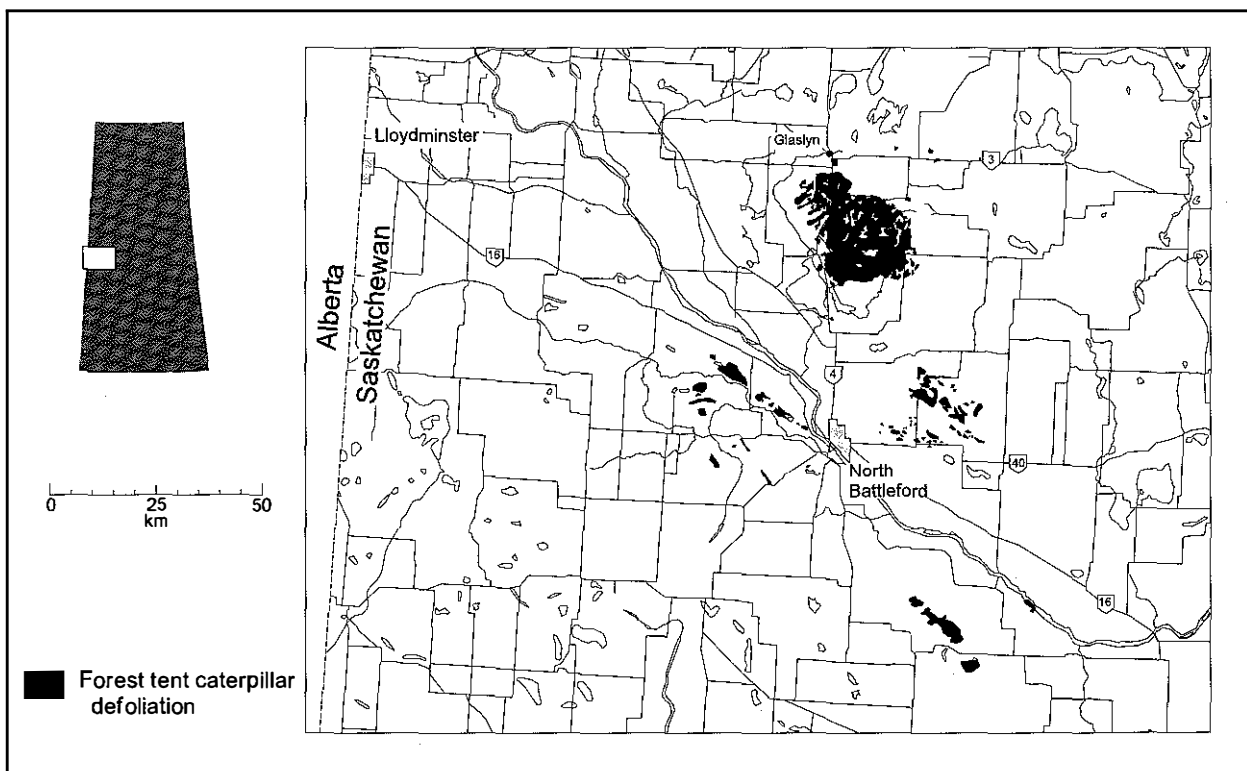 Lloydminster
Glaslyn
3
16
Alberta
Saskatchewan
4
40
North
Battleford
0 25 50
km
16
Forest tent caterpillar
defoliation